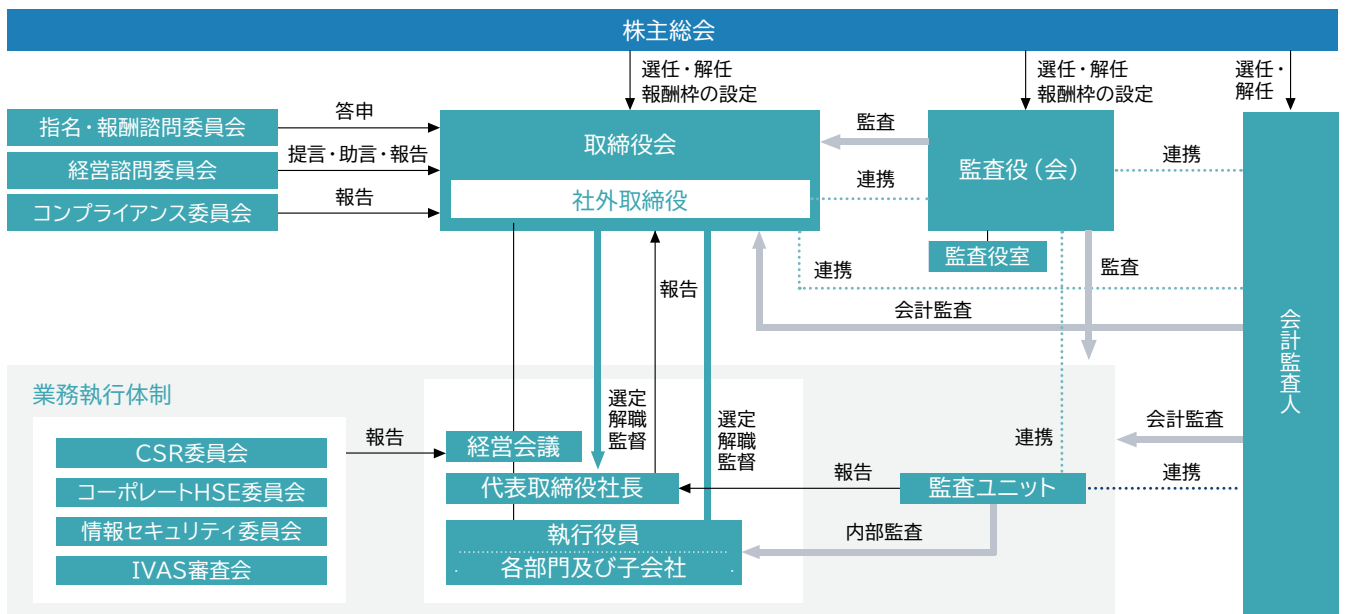 株主総会
選任・解任
報酬枠の設定
選任・解任
報酬枠の設定
選任・
解任
指名・報酬諮問委員会
答申
経営諮問委員会
提言・助言・報告
コンプライアンス委員会
報告
取締役会
社外取締役
監査
連携
監査役（会）
連携
監査役室
監査
連携
報告
会計監査
会計監査人
業務執行体制
CSR委員会
コーポレートHSE委員会
情報セキュリティ委員会
IVAS審査会
報告
経営会議
選定
解職
監督
選定
解職
監督
代表取締役社長
執行役員
各部門及び子会社
報告
内部監査
監査ユニット
連携
会計監査
連携